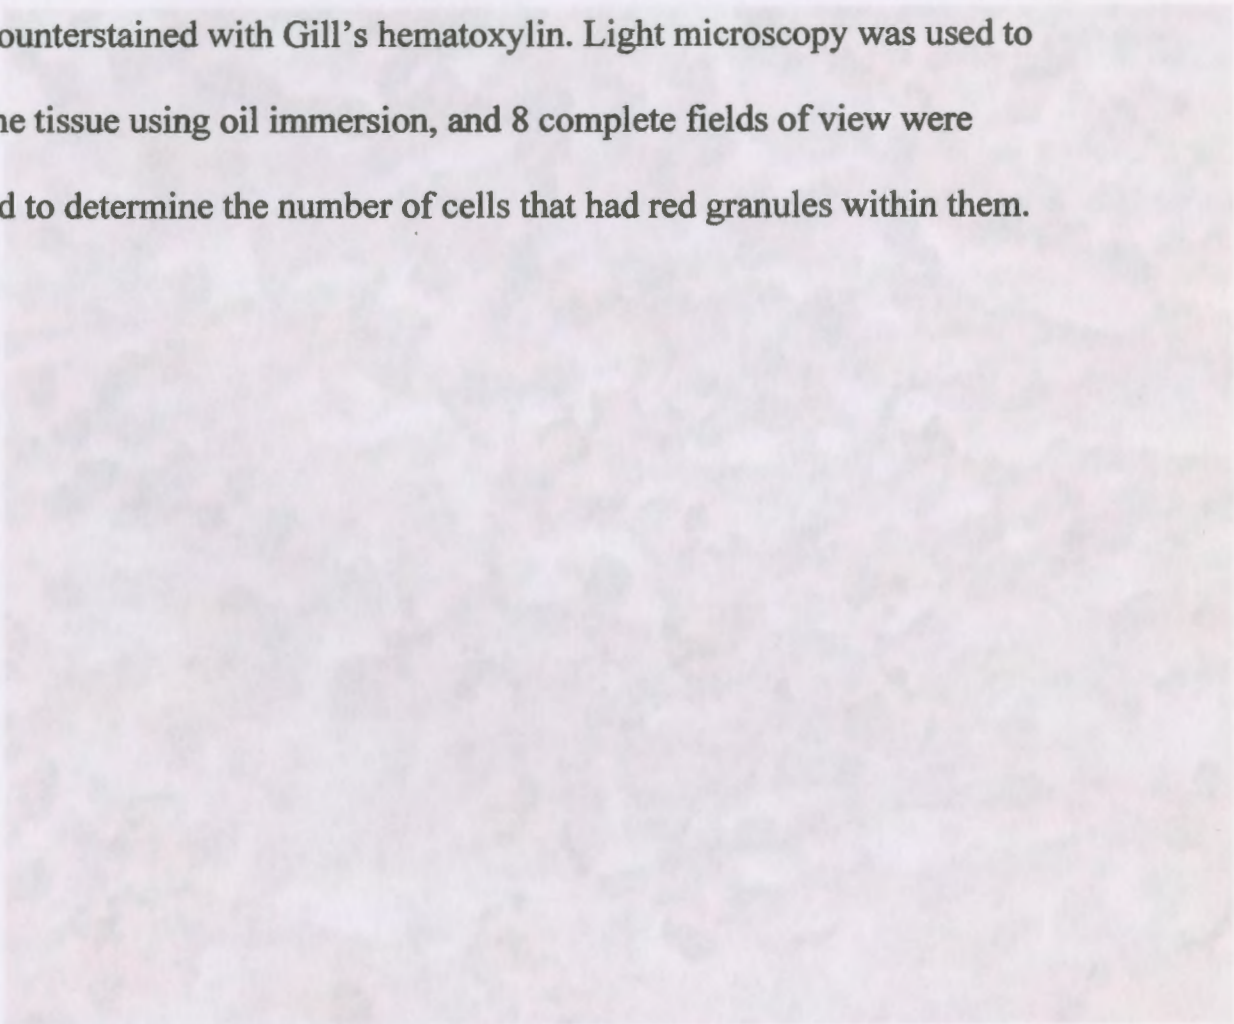 ounterstained with Gill's hematoxylin. Light microscopy was used to
ne tissue using oil immersion, and 8 complete fields of view were
d to determine the number of cells that had red granules within them.